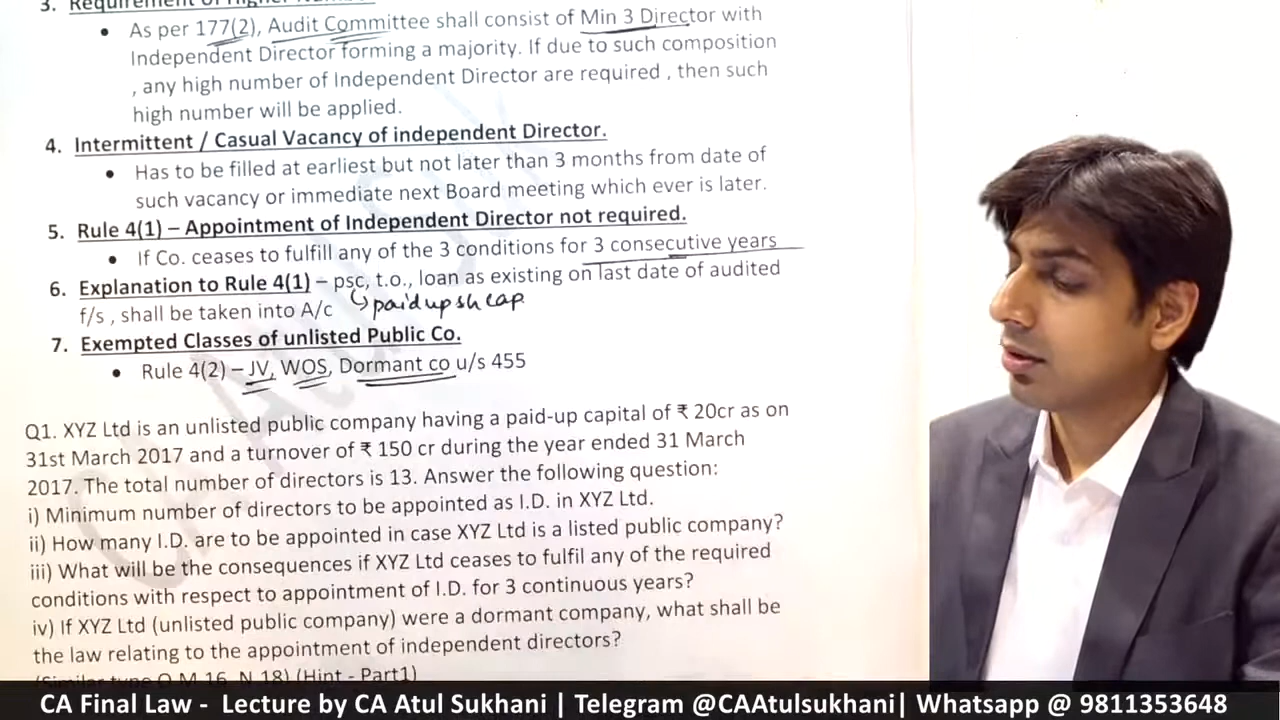 3. Requirement of Higher
• As per 177(2), Audit Committee shall consist of Min 3 Director with
Independent Director forming a majority. If due to such composition
, any high number of Independent Director are required , then such
high number will be applied.
4. Intermittent / Casual Vacancy of independent Director.
• Has to be filled at earliest but not later than 3 months from date of
such vacancy or immediate next Board meeting which ever is later.
5. Rule 4(1) – Appointment of Independent Director not required.
• If Co. ceases to fulfill any of the 3 conditions for 3 consecutive years
6. Explanation to Rule 4(1) – psc, t.o., loan as existing on last date of audited
f/s , shall be taken into A/c
paid up sh cap
7. Exempted Classes of unlisted Public Co.
• Rule 4(2) – JV, WOS, Dormant co u/s 455
Q1. XYZ Ltd is an unlisted public company having a paid-up capital of ₹ 20cr as on
31st March 2017 and a turnover of ₹ 150 cr during the year ended 31 March
2017. The total number of directors is 13. Answer the following question:
i) Minimum number of directors to be appointed as I.D. in XYZ Ltd.
ii) How many I.D. are to be appointed in case XYZ Ltd is a listed public company?
iii) What will be the consequences if XYZ Ltd ceases to fulfil any of the required
conditions with respect to appointment of I.D. for 3 continuous years?
iv) If XYZ Ltd (unlisted public company) were a dormant company, what shall be
the law relating to the appointment of independent directors?
(Similar type Q M 16, N 18) (Hint - Part1)
CA Final Law - Lecture by CA Atul Sukhani | Telegram @CAAtulsukhani| Whatsapp @ 9811353648